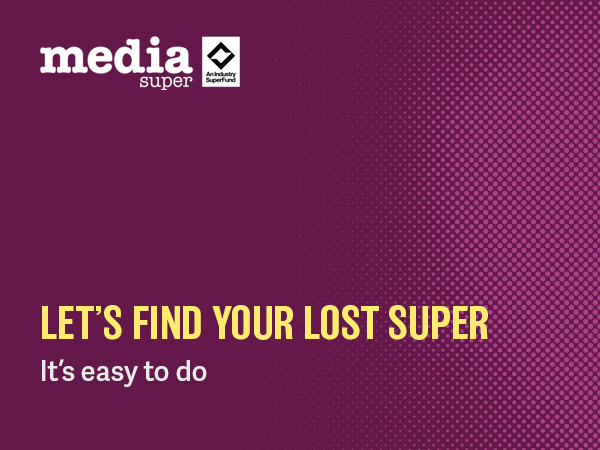 media
super
An Industry
SuperFund
LET'S FIND YOUR LOST SUPER
It's easy to do